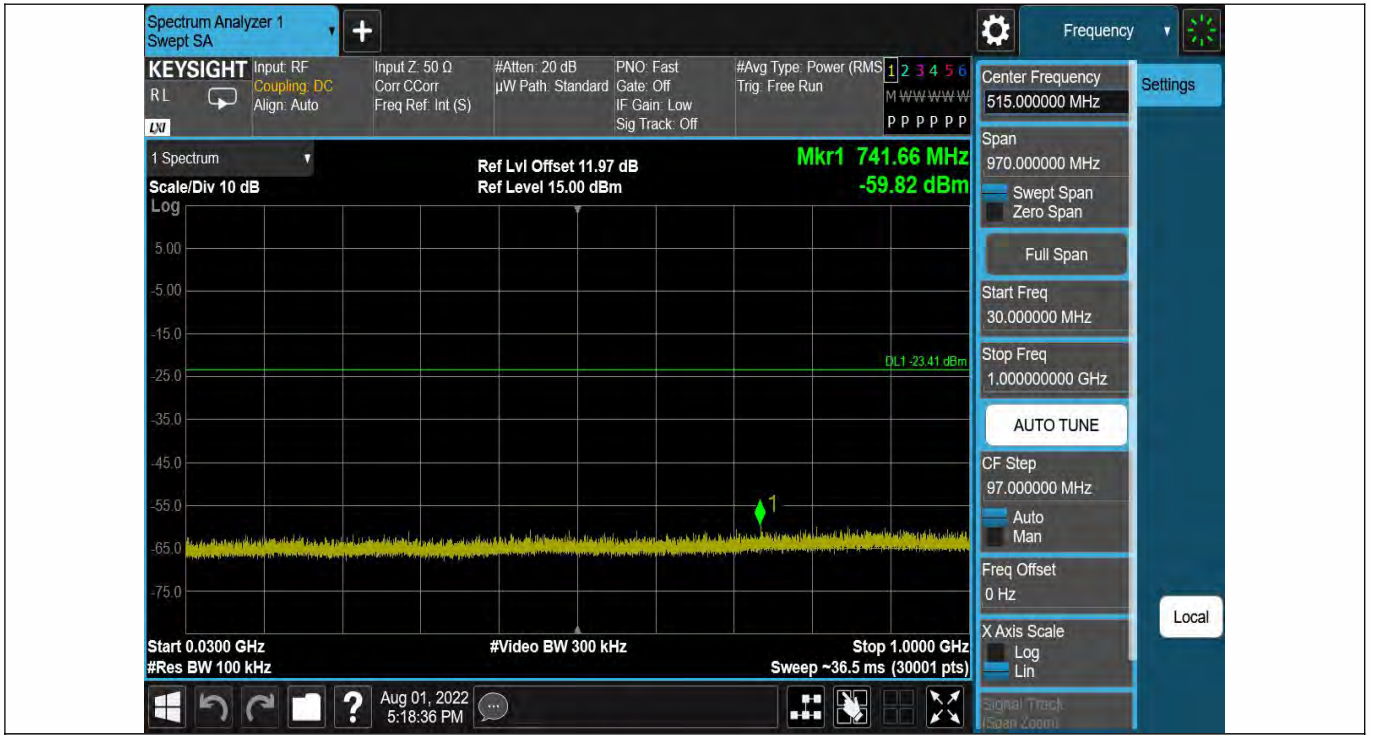 Spectrum Analyzer 1
Swept SA
Frequency
KEYSIGHT
R L
LXI
Input: RF
Coupling: DC
Align: Auto
Input Z: 50 Ω
Corr CCorr
Freq Ref: Int (S)
#Atten: 20 dB
µW Path: Standard
PNO: Fast
Gate: Off
IF Gain: Low
Sig Track: Off
#Avg Type: Power (RMS
Trig: Free Run
1 2 3 4 5 6
M W W W W W
P P P P P P
1 Spectrum
Scale/Div 10 dB
Log
Ref Lvl Offset 11.97 dB
Ref Level 15.00 dBm
Mkr1 741.66 MHz
-59.82 dBm
5.00
-5.00
-15.0
DL1 -23.41 dBm
-25.0
-35.0
-45.0
-55.0
1
-65.0
-75.0
Start 0.0300 GHz
#Res BW 100 kHz
#Video BW 300 kHz
Stop 1.0000 GHz
Sweep ~36.5 ms (30001 pts)
Center Frequency
515.000000 MHz
Settings
Span
970.000000 MHz
Swept Span
Zero Span
Full Span
Start Freq
30.000000 MHz
Stop Freq
1.000000000 GHz
AUTO TUNE
CF Step
97.000000 MHz
Auto
Man
Freq Offset
0 Hz
Local
X Axis Scale
Log
Lin
Signal Track
(Span Zoom)
?
Aug 01, 2022
5:18:36 PM